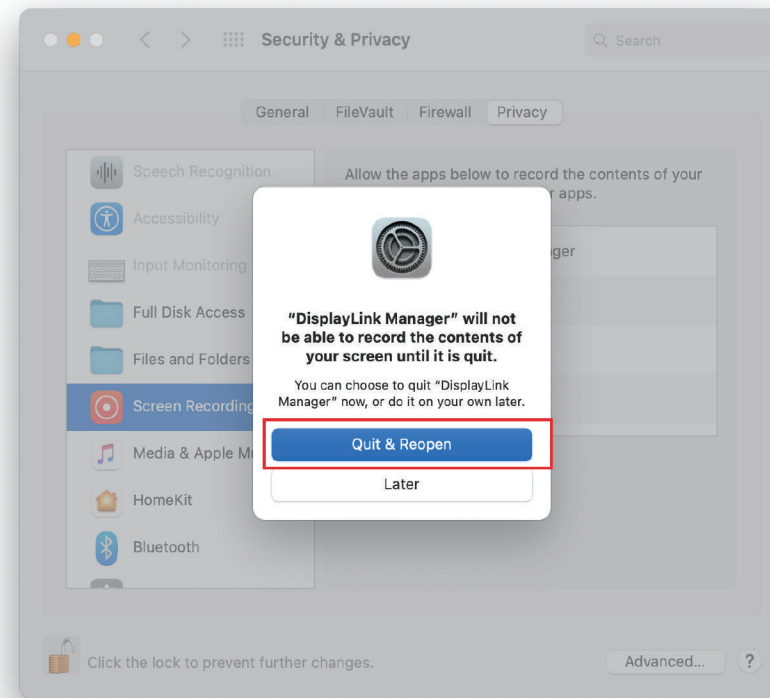 Security & Privacy
Search
General FileVault Firewall Privacy
Speech Recognition
Accessibility
Input Monitoring
Full Disk Access
Files and Folders
Screen Recording
Media & Apple M
HomeKit
Bluetooth
Allow the apps below to record the contents of your
r apps.
ger
"DisplayLink Manager" will not
be able to record the contents of
your screen until it is quit.
You can choose to quit "DisplayLink
Manager" now, or do it on your own later.
Quit & Reopen
Later
Click the lock to prevent further changes.
Advanced...
?